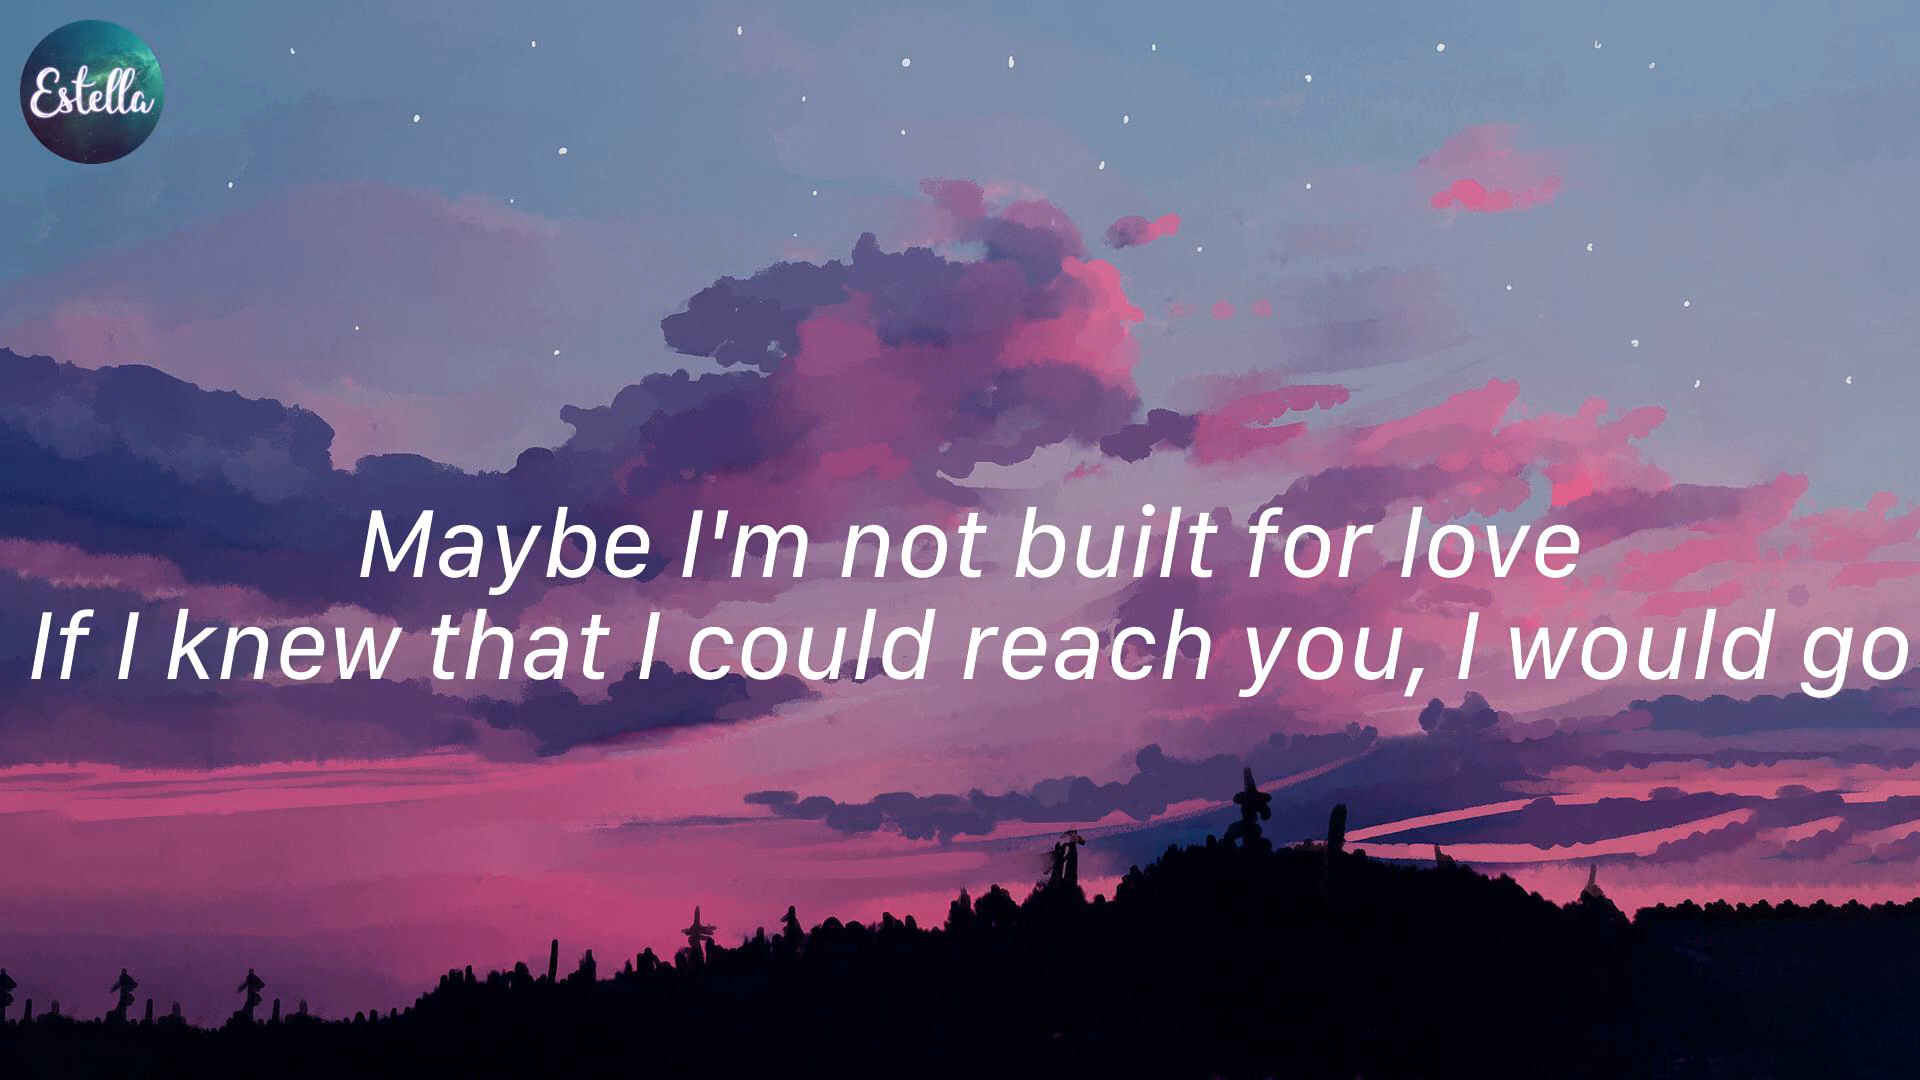 Estella
Maybe I'm not built for love
If I knew that I could reach you, I would go